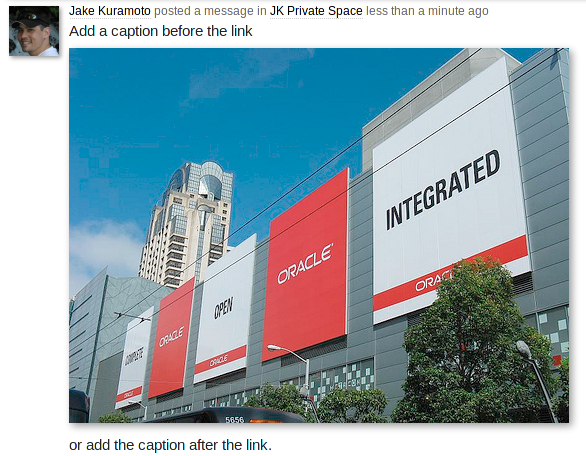 Jake Kuramoto posted a message in JK Private Space less than a minute ago
Add a caption before the link
INTEGRATED
ORACLE
ORACLE
OPEN
ORACLE
ORACLE
COMPLETE
ORACLE
5656
or add the caption after the link.